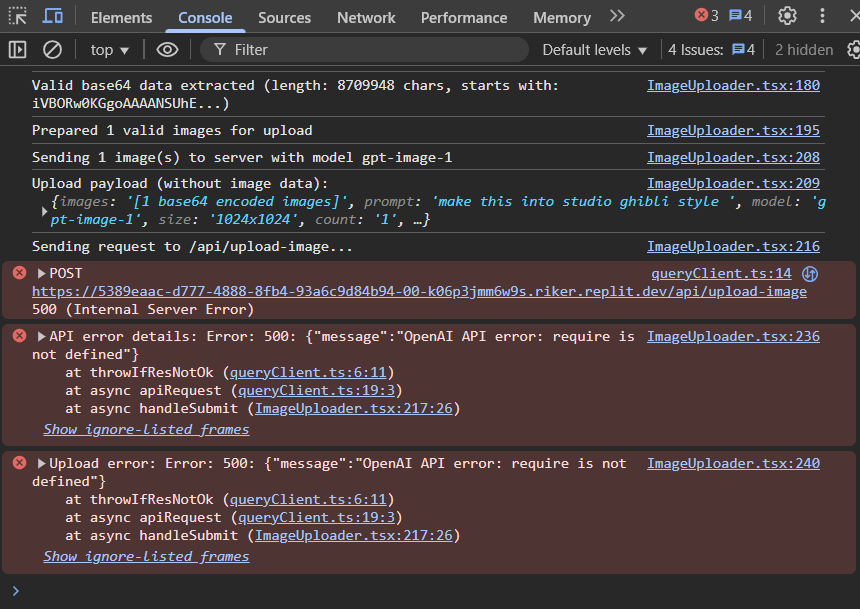 Elements Console Sources Network Performance Memory 3 4
top Filter Default levels 4 Issues: 4 2 hidden
Valid base64 data extracted (length: 8709948 chars, starts with: ImageUploader.tsx:180
iVBORw0KGgoAAAANSUhE...)
Prepared 1 valid images for upload ImageUploader.tsx:195
Sending 1 image(s) to server with model gpt-image-1 ImageUploader.tsx:208
Upload payload (without image data): ImageUploader.tsx:209
{images: '[1 base64 encoded images]', prompt: 'make this into studio ghibli style ', model: 'g
pt-image-1', size: '1024x1024', count: '1', …}
Sending request to /api/upload-image... ImageUploader.tsx:216
POST queryClient.ts:14
https://5389eaac-d777-4888-8fb4-93a6c9d84b94-00-k06p3jmm6w9s.riker.replit.dev/api/upload-image
500 (Internal Server Error)
API error details: Error: 500: {"message":"OpenAI API error: require is ImageUploader.tsx:236
not defined"}
at throwIfResNotOk (queryClient.ts:6:11)
at async apiRequest (queryClient.ts:19:3)
at async handleSubmit (ImageUploader.tsx:217:26)
Show ignore-listed frames
Upload error: Error: 500: {"message":"OpenAI API error: require is not ImageUploader.tsx:240
defined"}
at throwIfResNotOk (queryClient.ts:6:11)
at async apiRequest (queryClient.ts:19:3)
at async handleSubmit (ImageUploader.tsx:217:26)
Show ignore-listed frames